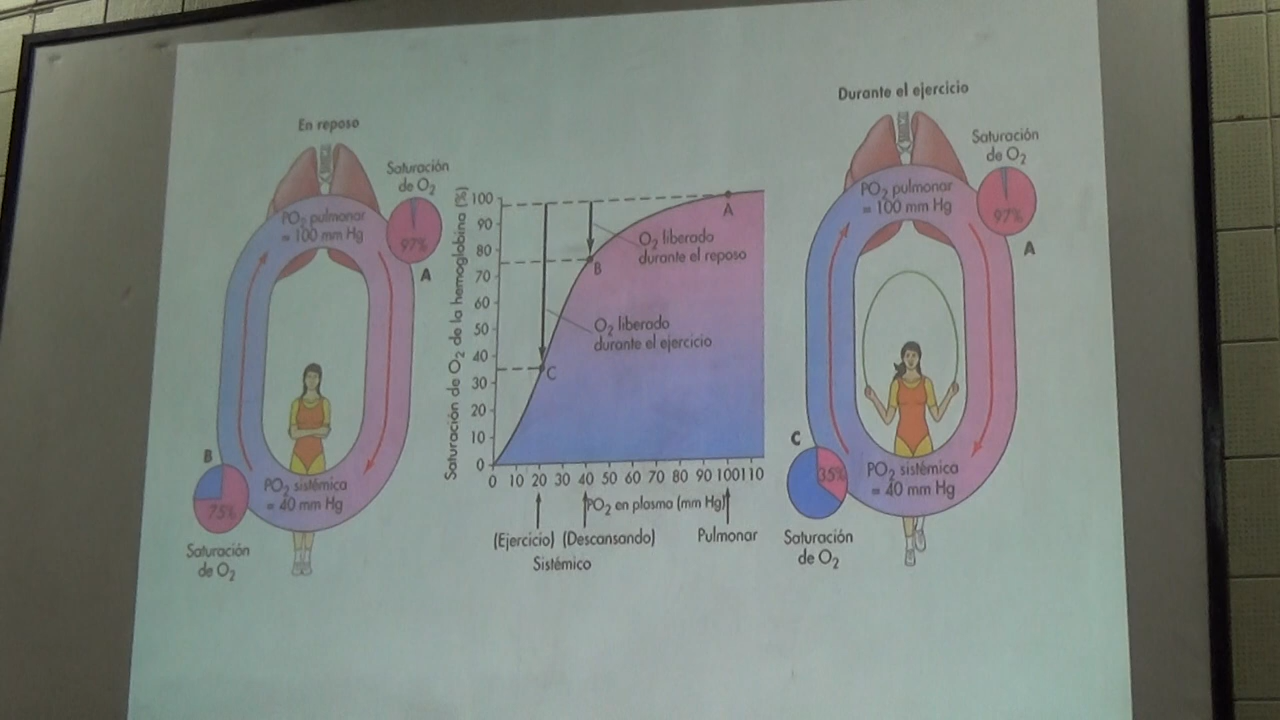 En reposo
Saturación
de O2
PO2 pulmonar
= 100 mm Hg
97%
A
B
75%
PO2 sistémica
= 40 mm Hg
Saturación
de O2
Saturación de O2 de la hemoglobina (%)
100
90
80
70
60
50
40
30
20
10
0
0 10 20 30 40 50 60 70 80 90 100 110
A
B
C
O2 liberado
durante el reposo
O2 liberado
durante el ejercicio
PO2 en plasma (mm Hg)
(Ejercicio) (Descansando) Pulmonar
Sistémico
Durante el ejercicio
Saturación
de O2
PO2 pulmonar
= 100 mm Hg
97%
A
C
35%
PO2 sistémica
= 40 mm Hg
Saturación
de O2